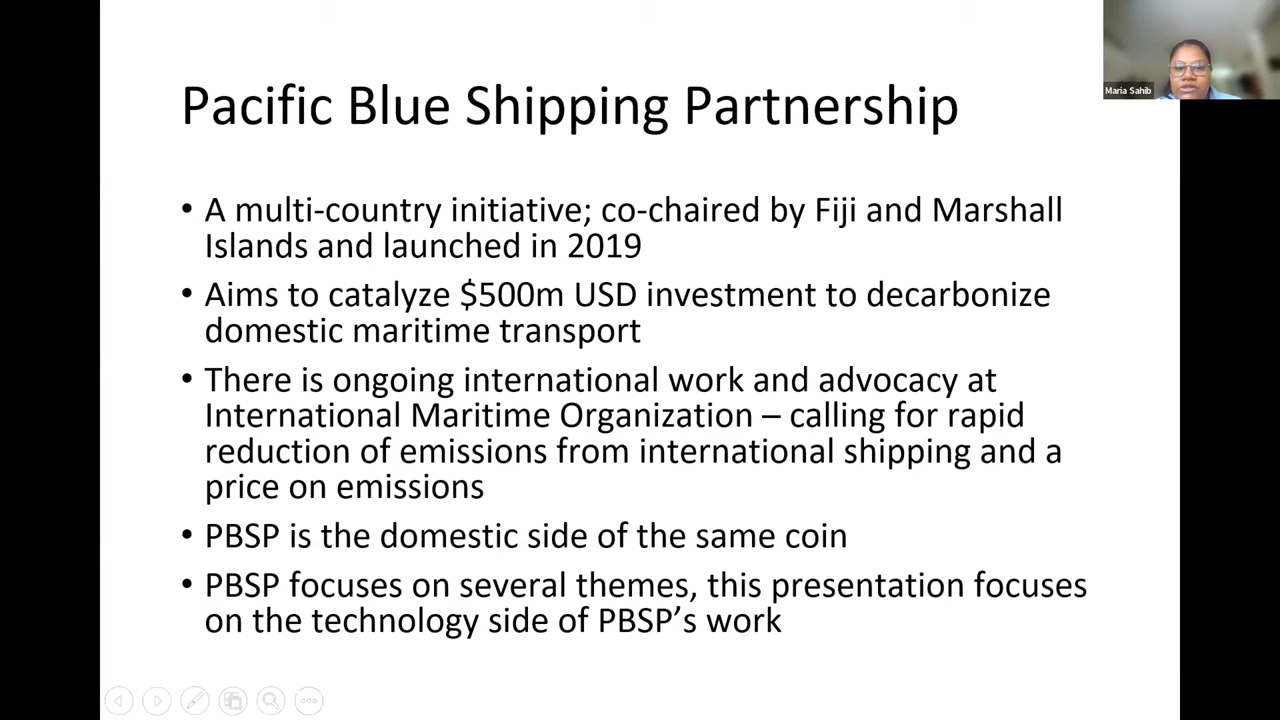 Pacific Blue Shipping Partnership
Maria Sahib
• A multi-country initiative; co-chaired by Fiji and Marshall
Islands and launched in 2019
• Aims to catalyze $500m USD investment to decarbonize
domestic maritime transport
• There is ongoing international work and advocacy at
International Maritime Organization – calling for rapid
reduction of emissions from international shipping and a
price on emissions
• PBSP is the domestic side of the same coin
• PBSP focuses on several themes, this presentation focuses
on the technology side of PBSP’s work